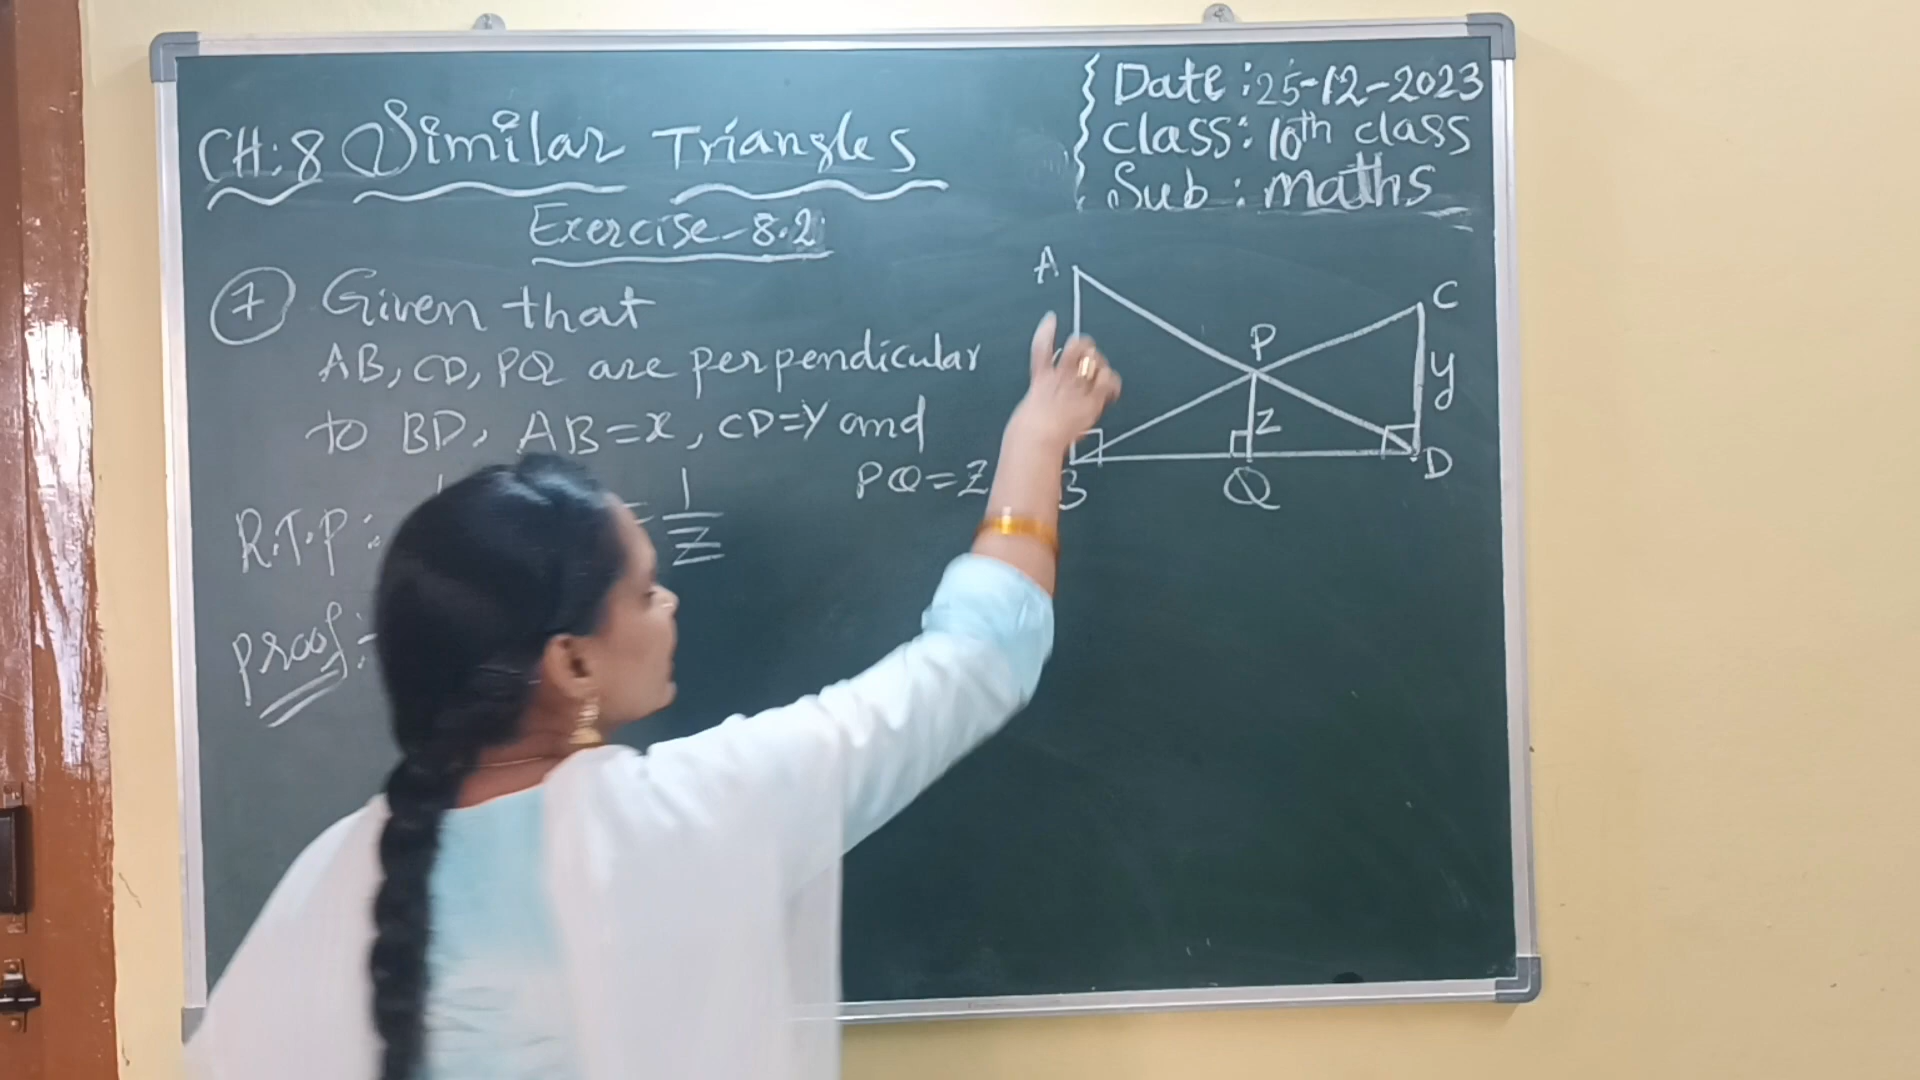 CH:8 Similar Triangles
Exercise-8.2
Date:25-12-2023
Class: 10th class
Sub: maths
7 Given that
AB, CD, PQ are perpendicular
to BD, AB=x, CD=y and
PQ=Z
R.T.P: = 1/Z
Proof:-
A
C
P
y
Z
B
Q
D